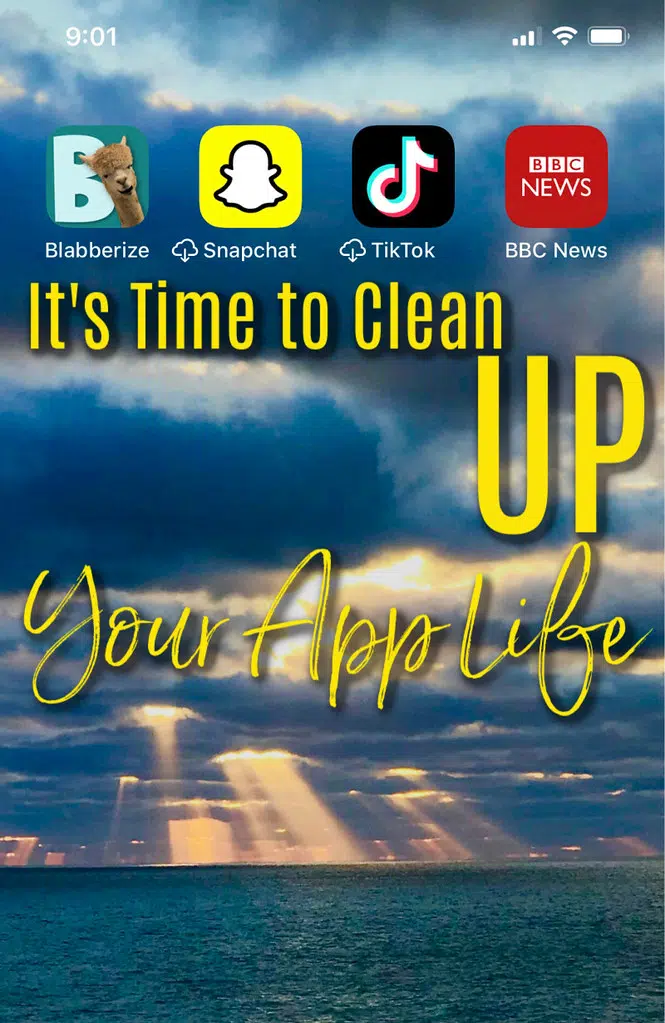 9:01
B
BBC
NEWS
Blabberize Snapchat TikTok BBC News
It's Time to Clean
UP
Your App Life